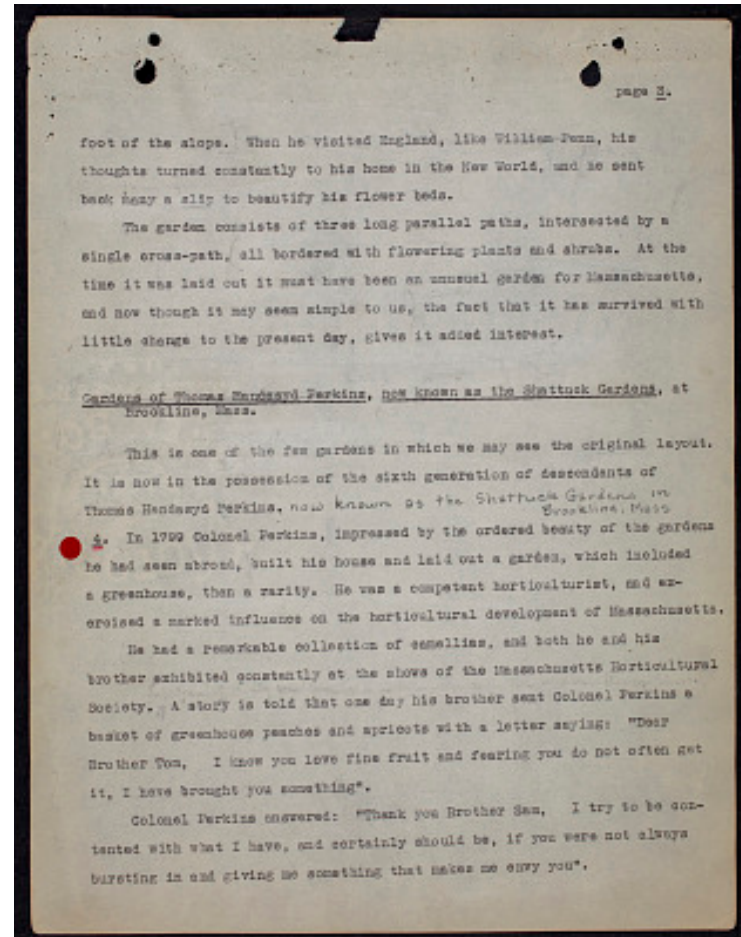 page 3.
foot of the slope. When he visited England, like William Penn, his
thoughts turned constantly to his home in the New World, and he sent
back many a slip to beautify his flower beds.
The garden consists of three long parallel paths, intersected by a
single cross-path, all bordered with flowering plants and shrubs. At the
time it was laid out it must have been an unusual garden for Massachusetts,
and now though it may seem simple to us, the fact that it has survived with
little change to the present day, gives it added interest.
Gardens of Thomas Handasyd Perkins, now known as the Shattuck Gardens, at
Brookline, Mass.
This is one of the few gardens in which we may see the original layout.
It is now in the possession of the sixth generation of descendents of
Thomas Handasyd Perkins, now known as the Shattuck Gardens in
Brookline, Mass
4. In 1799 Colonel Perkins, impressed by the ordered beauty of the gardens
he had seen abroad, built his house and laid out a garden, which included
a greenhouse, then a rarity. He was a competent horticulturist, and ex-
ercised a marked influence on the horticultural development of Massachusetts.
He had a remarkable collection of camellias, and both he and his
brother exhibited constantly at the shows of the Massachusetts Horticultural
Society. A story is told that one day his brother sent Colonel Perkins a
basket of greenhouse peaches and apricots with a letter saying: "Dear
Brother Tom, I know you love fine fruit and fearing you do not often get
it, I have brought you something".
Colonel Perkins answered: "Thank you Brother Sam, I try to be con-
tented with what I have, and certainly should be, if you were not always
bursting in and giving me something that makes me envy you".